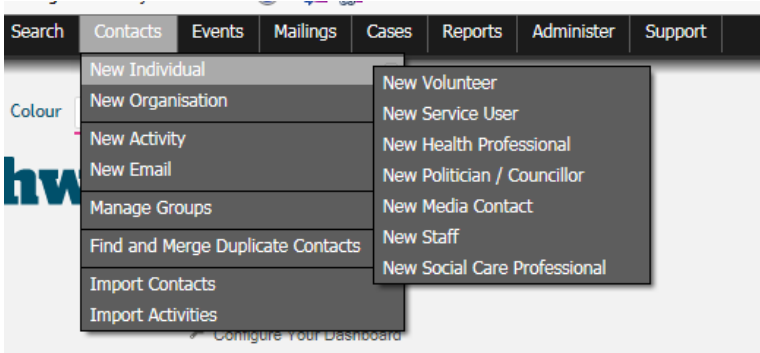 Search Contacts Events Mailings Cases Reports Administer Support
New Individual
New Organisation
New Activity
New Email
Manage Groups
Find and Merge Duplicate Contacts
Import Contacts
Import Activities
New Volunteer
New Service User
New Health Professional
New Politician / Councillor
New Media Contact
New Staff
New Social Care Professional
Colour
hw
Configure Your Dashboard